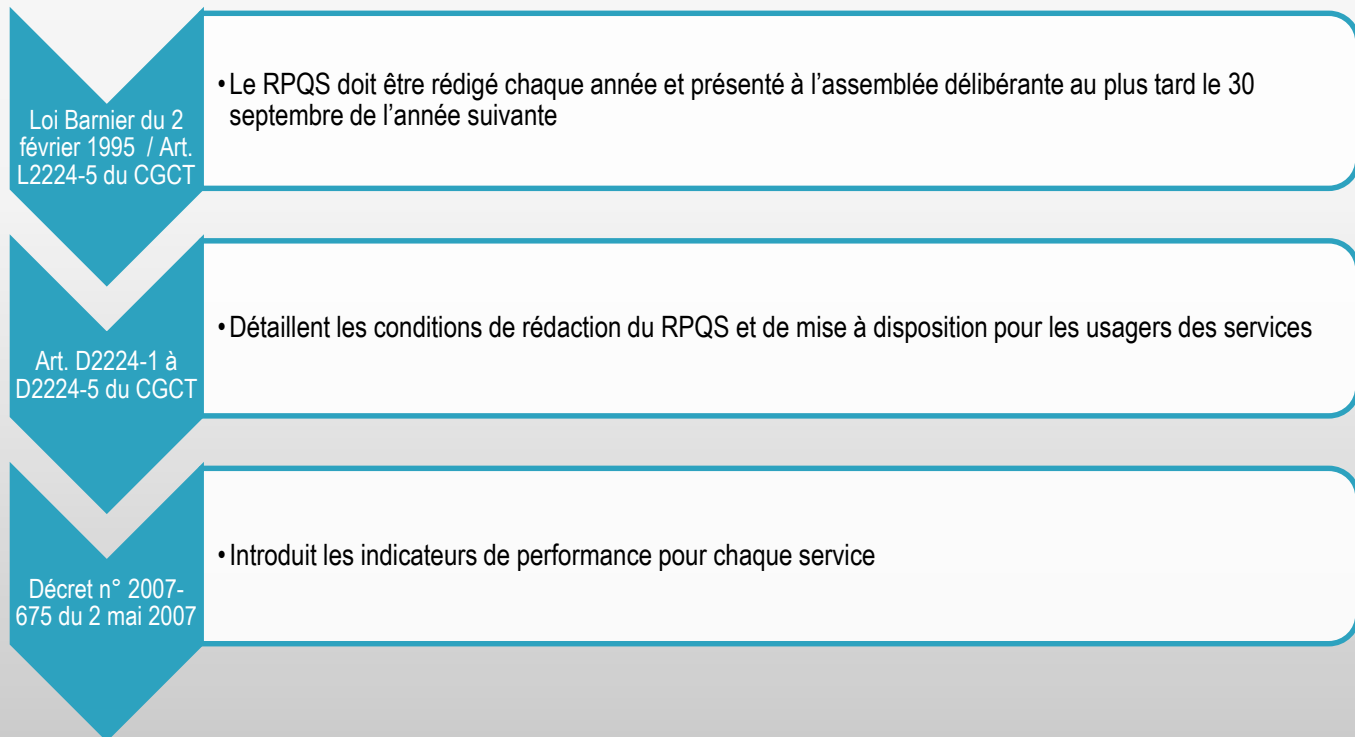 Loi Barnier du 2
février 1995  / Art.
L2224-5 du CGCT
• Le RPQS doit être rédigé chaque année et présenté à l’assemblée délibérante au plus tard le 30
septembre de l’année suivante
Art. D2224-1 à
D2224-5 du CGCT
• Détaillent les conditions de rédaction du RPQS et de mise à disposition pour les usagers des services
Décret n° 2007-
675 du 2 mai 2007
• Introduit les indicateurs de performance pour chaque service